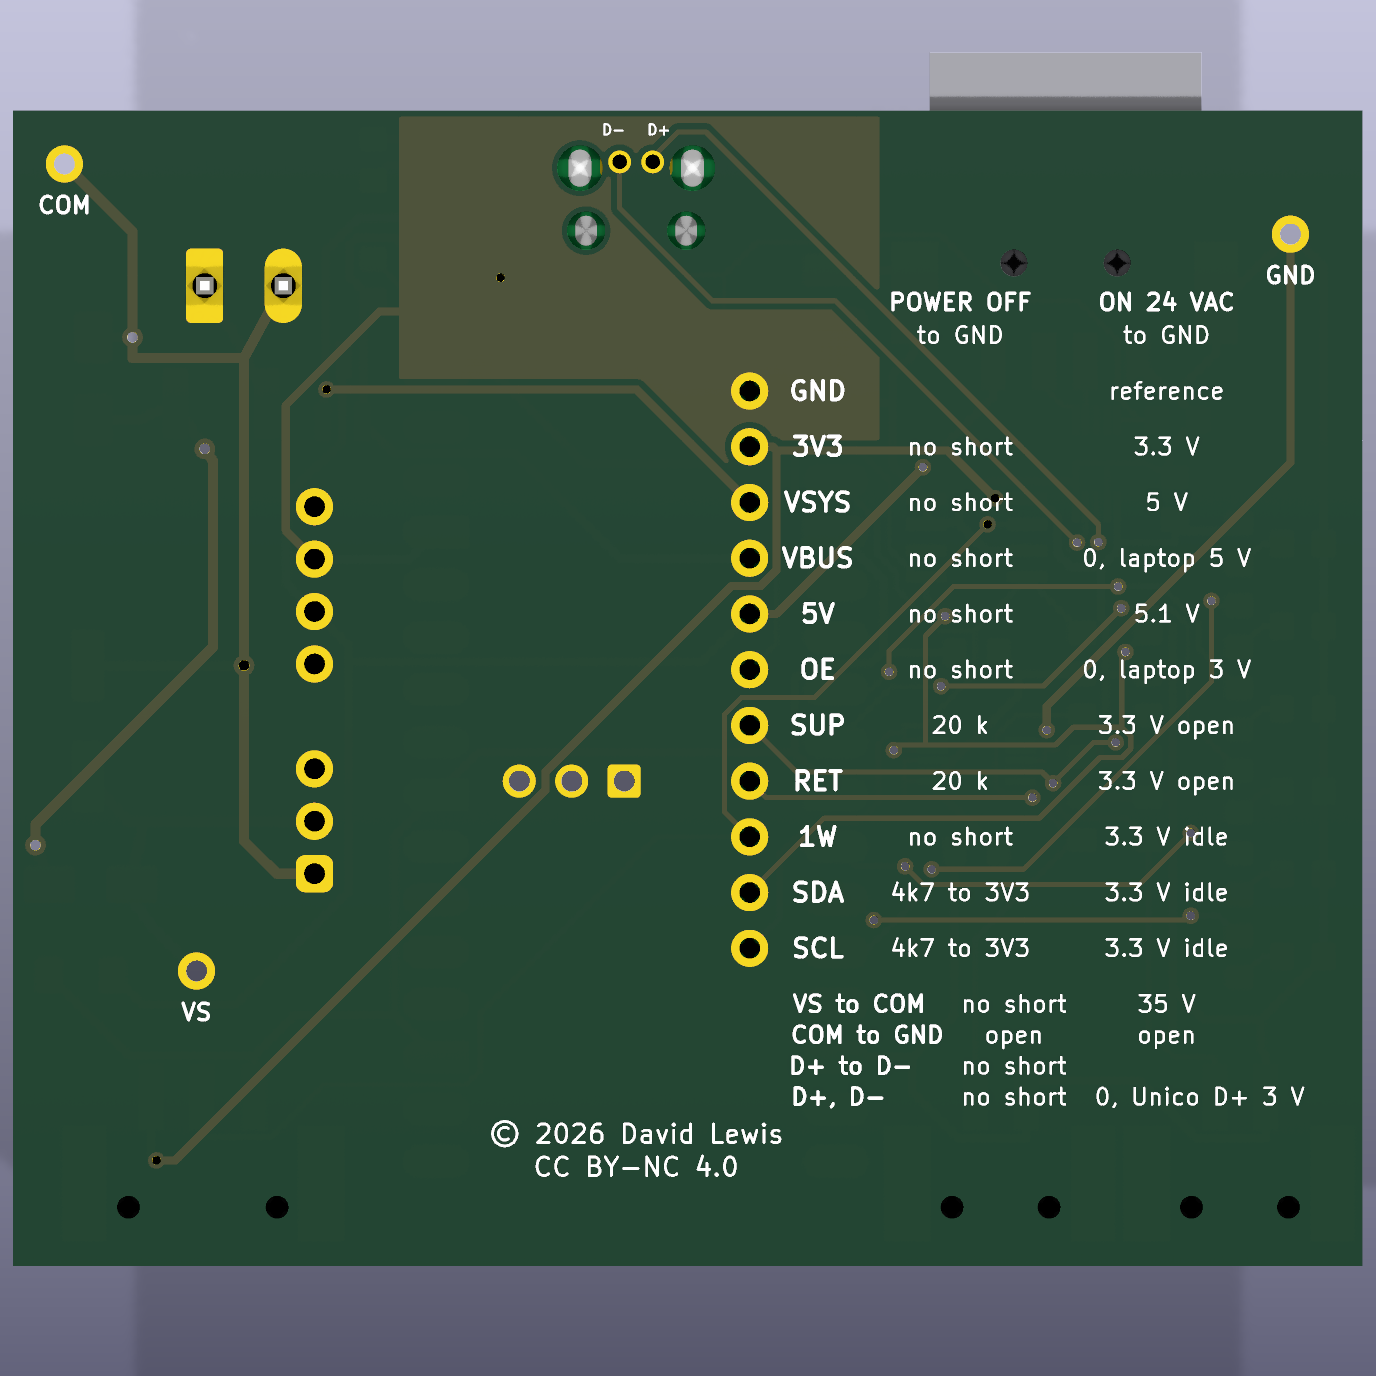 D- D+
COM
GND
POWER OFF ON 24 VAC
to GND to GND
GND reference
3V3 no short 3.3 V
VSYS no short 5 V
VBUS no short 0, laptop 5 V
5V no short 5.1 V
OE no short 0, laptop 3 V
SUP 20 k 3.3 V open
RET 20 k 3.3 V open
1W no short 3.3 V idle
SDA 4k7 to 3V3 3.3 V idle
SCL 4k7 to 3V3 3.3 V idle
VS
VS to COM no short 35 V
COM to GND open open
D+ to D- no short
D+, D- no short 0, Unico D+ 3 V
© 2026 David Lewis
CC BY-NC 4.0